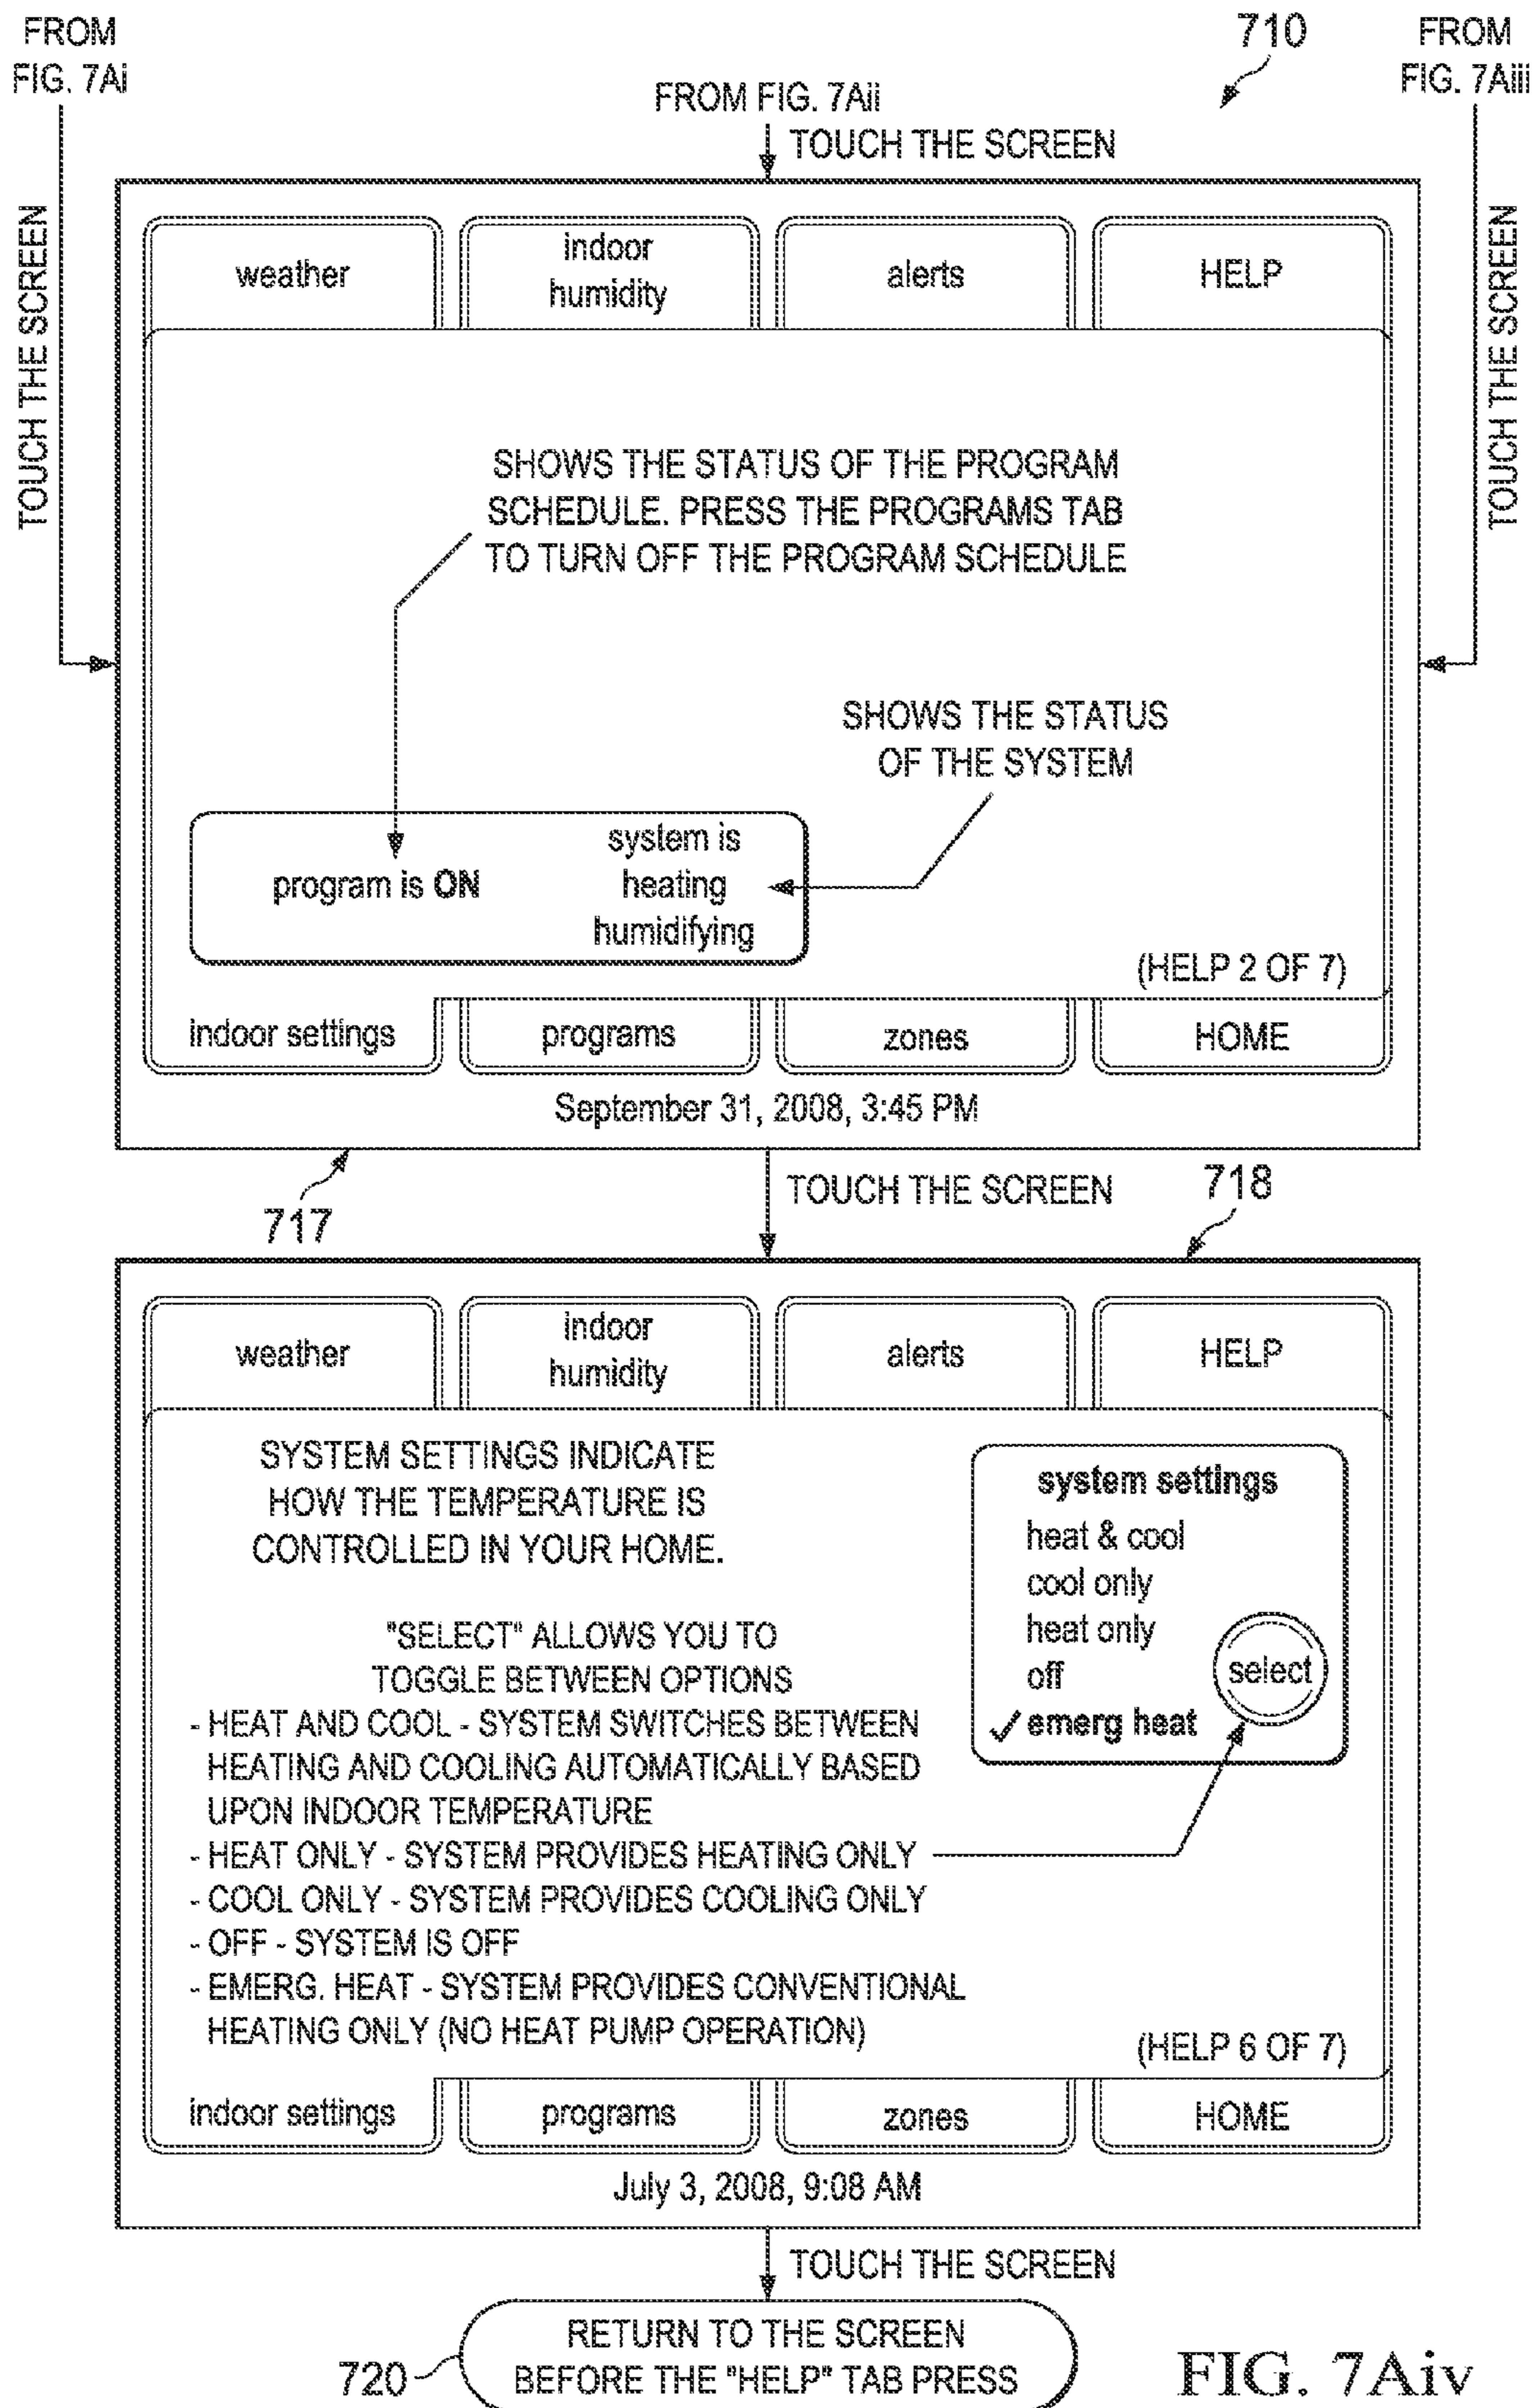 FROM
FIG. 7Ai
FROM FIG. 7Aii
710
FROM
FIG. 7Aiii
TOUCH THE SCREEN
TOUCH THE SCREEN
TOUCH THE SCREEN
weather
indoor
humidity
alerts
HELP
SHOWS THE STATUS OF THE PROGRAM
SCHEDULE. PRESS THE PROGRAMS TAB
TO TURN OFF THE PROGRAM SCHEDULE
SHOWS THE STATUS
OF THE SYSTEM
program is ON
system is
heating
humidifying
(HELP 2 OF 7)
indoor settings
programs
zones
HOME
September 31, 2008, 3:45 PM
717
TOUCH THE SCREEN
718
weather
indoor
humidity
alerts
HELP
SYSTEM SETTINGS INDICATE
HOW THE TEMPERATURE IS
CONTROLLED IN YOUR HOME.
"SELECT" ALLOWS YOU TO
TOGGLE BETWEEN OPTIONS
- HEAT AND COOL - SYSTEM SWITCHES BETWEEN
HEATING AND COOLING AUTOMATICALLY BASED
UPON INDOOR TEMPERATURE
- HEAT ONLY - SYSTEM PROVIDES HEATING ONLY
- COOL ONLY - SYSTEM PROVIDES COOLING ONLY
- OFF - SYSTEM IS OFF
- EMERG. HEAT - SYSTEM PROVIDES CONVENTIONAL
HEATING ONLY (NO HEAT PUMP OPERATION)
system settings
heat & cool
cool only
heat only
off
✓ emerg heat
select
(HELP 6 OF 7)
indoor settings
programs
zones
HOME
July 3, 2008, 9:08 AM
TOUCH THE SCREEN
720
RETURN TO THE SCREEN
BEFORE THE "HELP" TAB PRESS
FIG. 7Aiv